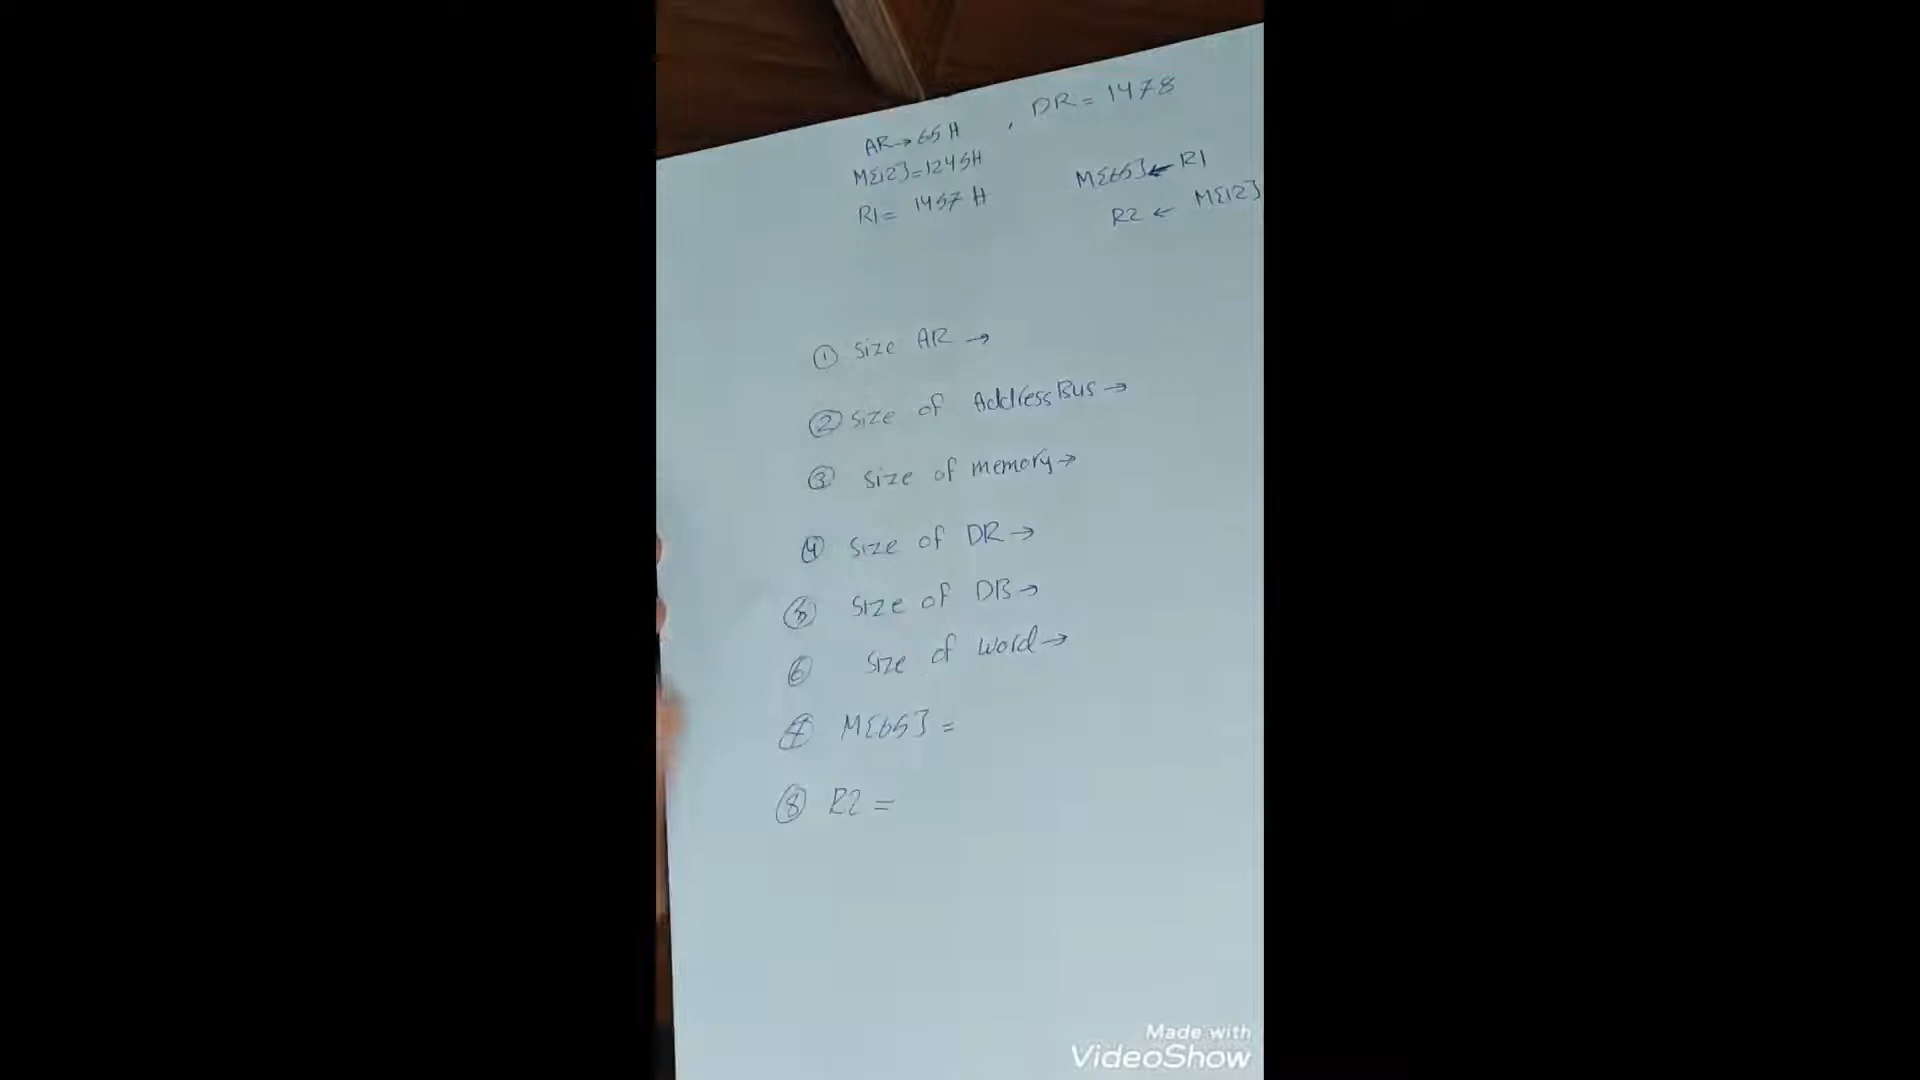 AR → 65 H , DR = 1478
M[12] = 1245H
M[65] ← R1
R1 = 1457 H
R2 ← M[12]
① Size AR →
② Size of Address Bus →
③ Size of memory →
④ Size of DR →
⑤ Size of DB →
⑥ Size of word →
⑦ M[65] =
⑧ R2 =
Made with
VideoShow